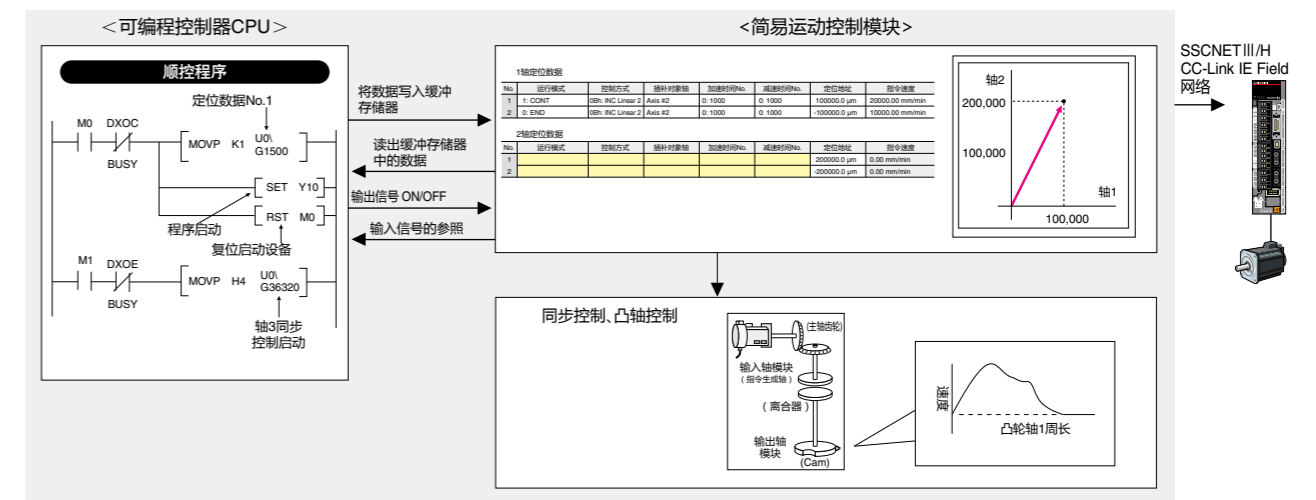 ＜可编程控制器CPU＞
顺控程序
定位数据No.1
M0 DXOC
MOVP K1 U0\
G1500
BUSY
SET Y10
RST M0
程序启动
复位启动设备
M1 DXOE
MOVP H4 U0\
G36320
BUSY
轴3同步
控制启动
将数据写入缓冲
存储器
读出缓冲存储器
中的数据
输出信号 ON/OFF
输入信号的参照
<简易运动控制模块>
1轴定位数据
No. 运行模式 控制方式 插补对象轴 加速时间No. 减速时间No. 定位地址 指令速度
1 1: CONT 0Bh: INC Linear 2 Axis #2 0: 1000 0: 1000 100000.0 µm 20000.00 mm/min
2 0: END 0Bh: INC Linear 2 Axis #2 0: 1000 0: 1000 -100000.0 µm 10000.00 mm/min
2轴定位数据
No. 运行模式 控制方式 插补对象轴 加速时间No. 减速时间No. 定位地址 指令速度
1 200000.0 µm 0.00 mm/min
2 -200000.0 µm 0.00 mm/min
轴2
200,000
100,000
轴1
100,000
SSCNETⅢ/H
CC-Link IE Field
网络
同步控制、凸轴控制
(主轴齿轮)
输入轴模块
（指令生成轴）
（离合器）
输出轴
模块
(Cam)
速度
凸轮轴1周长